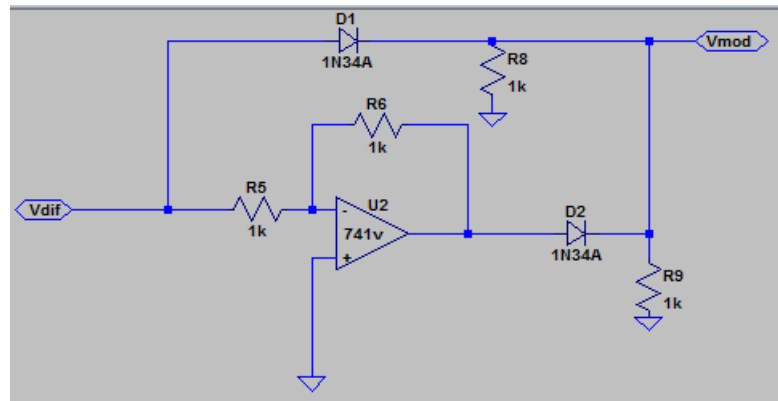 D1
1N34A
Vmod
R8
1k
R6
1k
Vdif
R5
1k
-
U2
741v
+
D2
1N34A
R9
1k